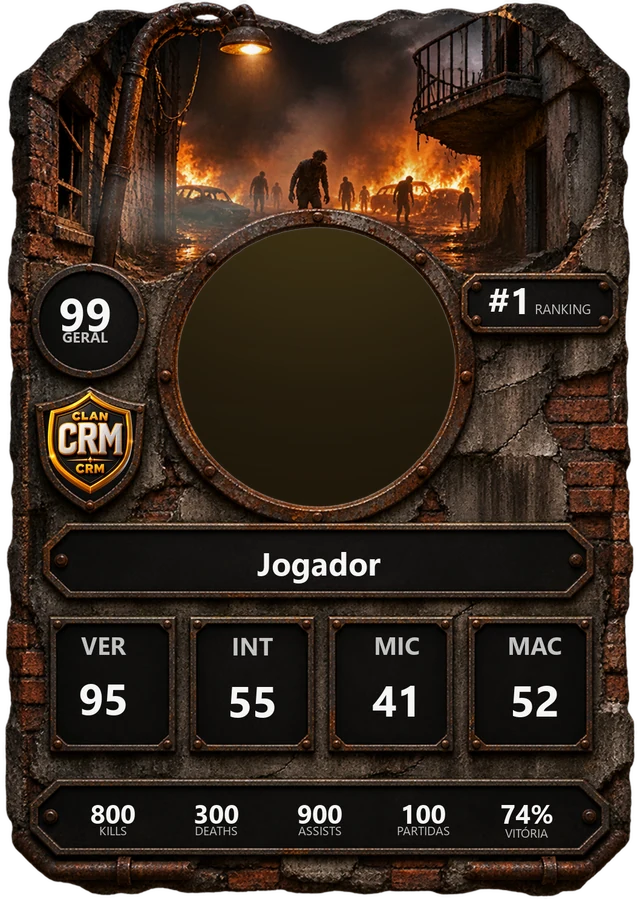 99
GERAL
#1 RANKING
CLAN
CRM
CRM
Jogador
VER
INT
MIC
MAC
95
55
41
52
800
300
900
100
74%
KILLS
DEATHS
ASSISTS
PARTIDAS
VITÓRIA